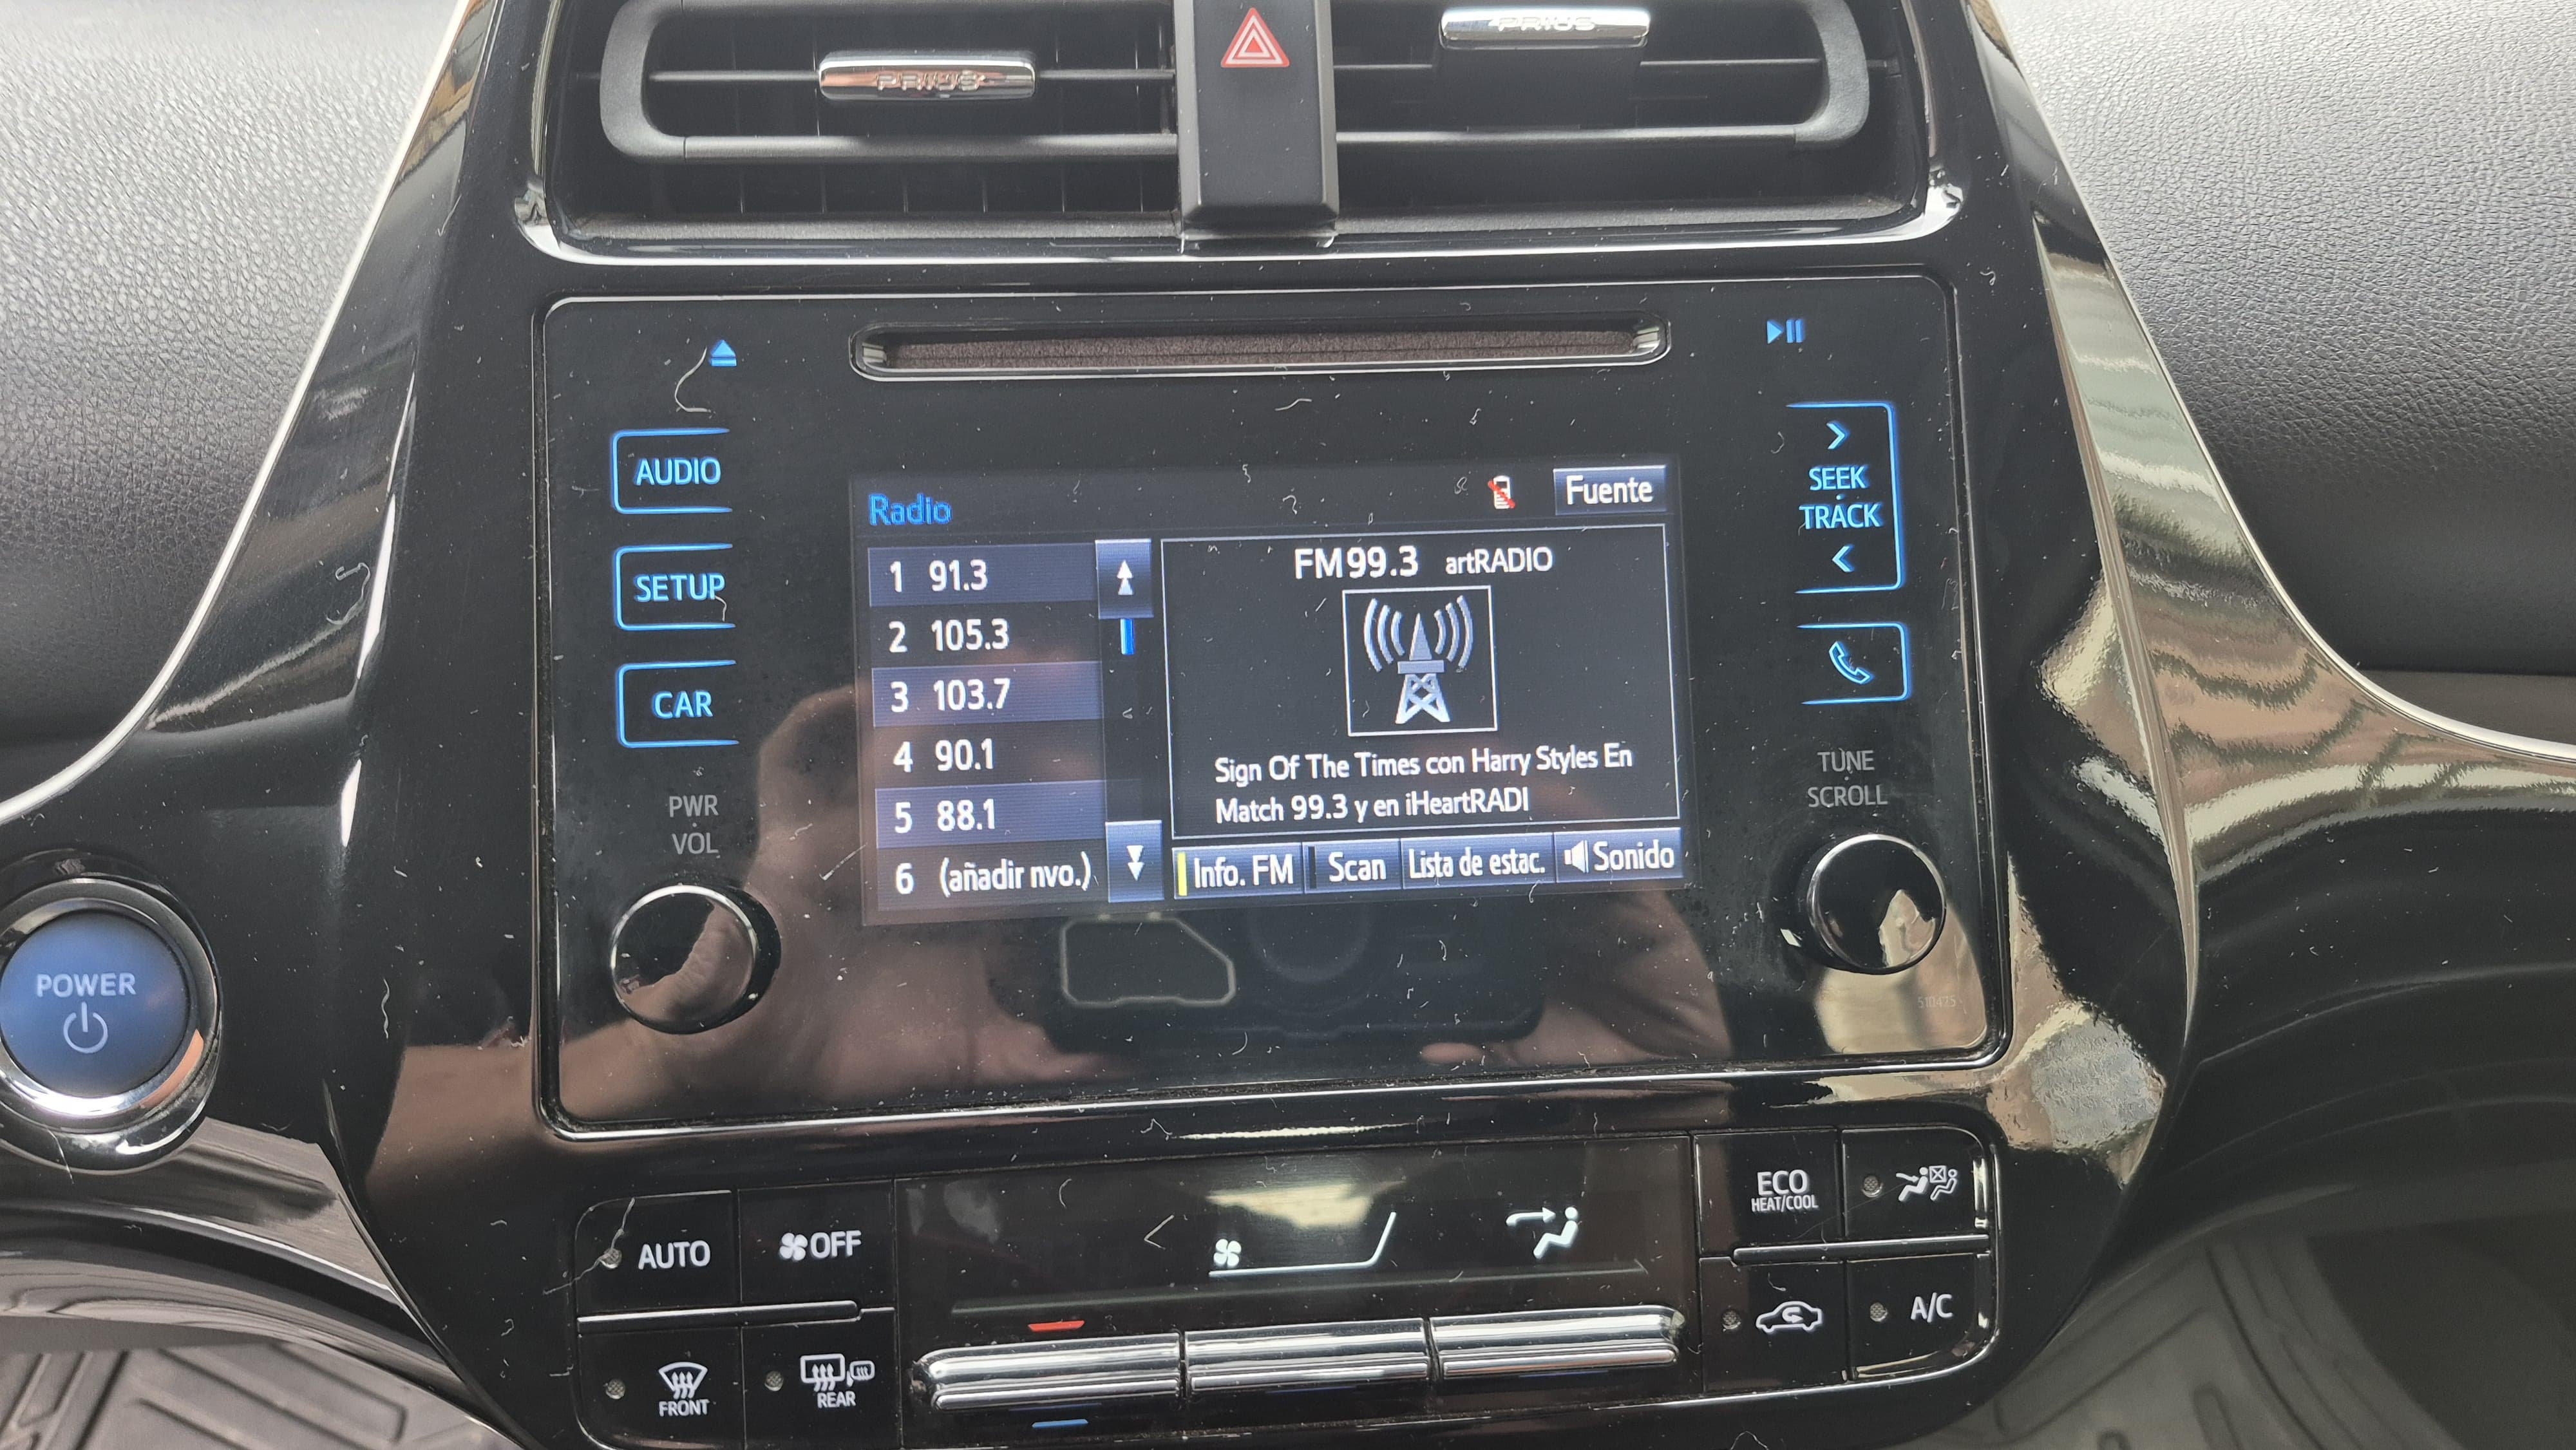 PRIUS
PRIUS
AUDIO
SETUP
CAR
PWR
VOL
POWER
Radio
Fuente
1 91.3
2 105.3
3 103.7
4 90.1
5 88.1
6 (añadir nvo.)
FM99.3 artRADIO
Sign Of The Times con Harry Styles En
Match 99.3 y en iHeartRADI
Info. FM
Scan
Lista de estac.
Sonido
SEEK
TRACK
TUNE
SCROLL
510425
AUTO
OFF
FRONT
REAR
ECO
HEAT/COOL
A/C